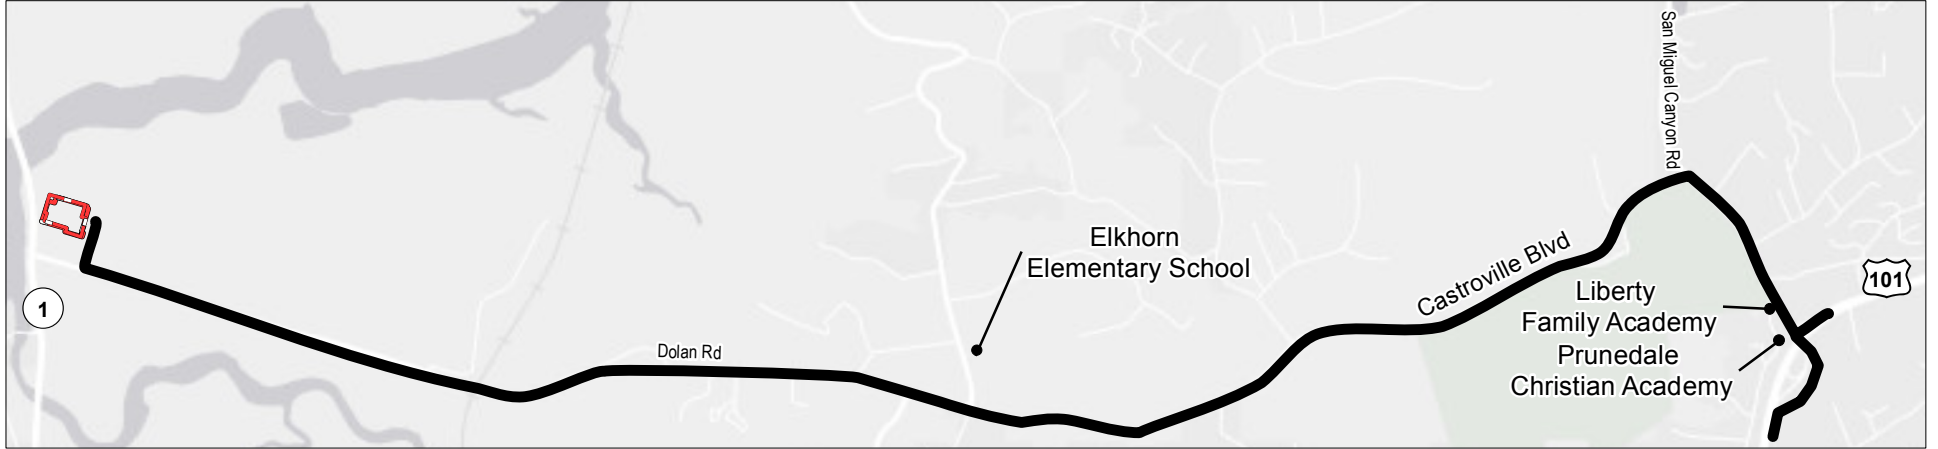 San Miguel Canyon Rd
Elkhorn
Elementary School
Castroville Blvd
101
Liberty
Family Academy
1
Dolan Rd
Prunedale
Christian Academy